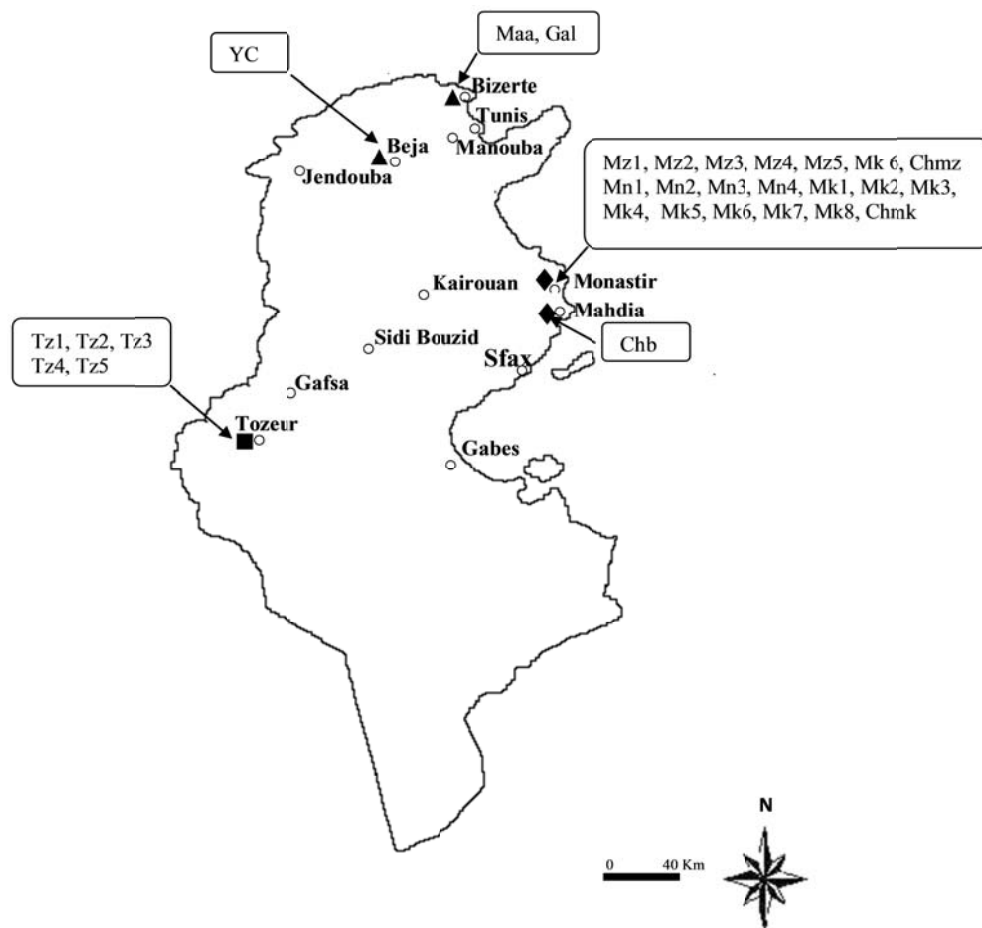 Maa, Gal
YC
Bizerte
Tunis
Beja
Manouba
Jendouba
Mz1, Mz2, Mz3, Mz4, Mz5, Mk 6, Chmz
Mn1, Mn2, Mn3, Mn4, Mk1, Mk2, Mk3,
Mk4, Mk5, Mk6, Mk7, Mk8, Chmk
Kairouan
Monastir
Mahdia
Tz1, Tz2, Tz3
Tz4, Tz5
Sidi Bouzid
Chb
Sfax
Gafsa
Tozeur
Gabes
N
0 40 Km